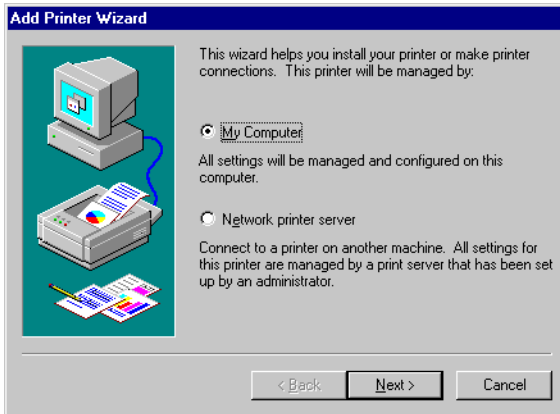 Add Printer Wizard
This wizard helps you install your printer or make printer
connections. This printer will be managed by:
My Computer
All settings will be managed and configured on this
computer.
Network printer server
Connect to a printer on another machine. All settings for
this printer are managed by a print server that has been set
up by an administrator.
< Back
Next >
Cancel